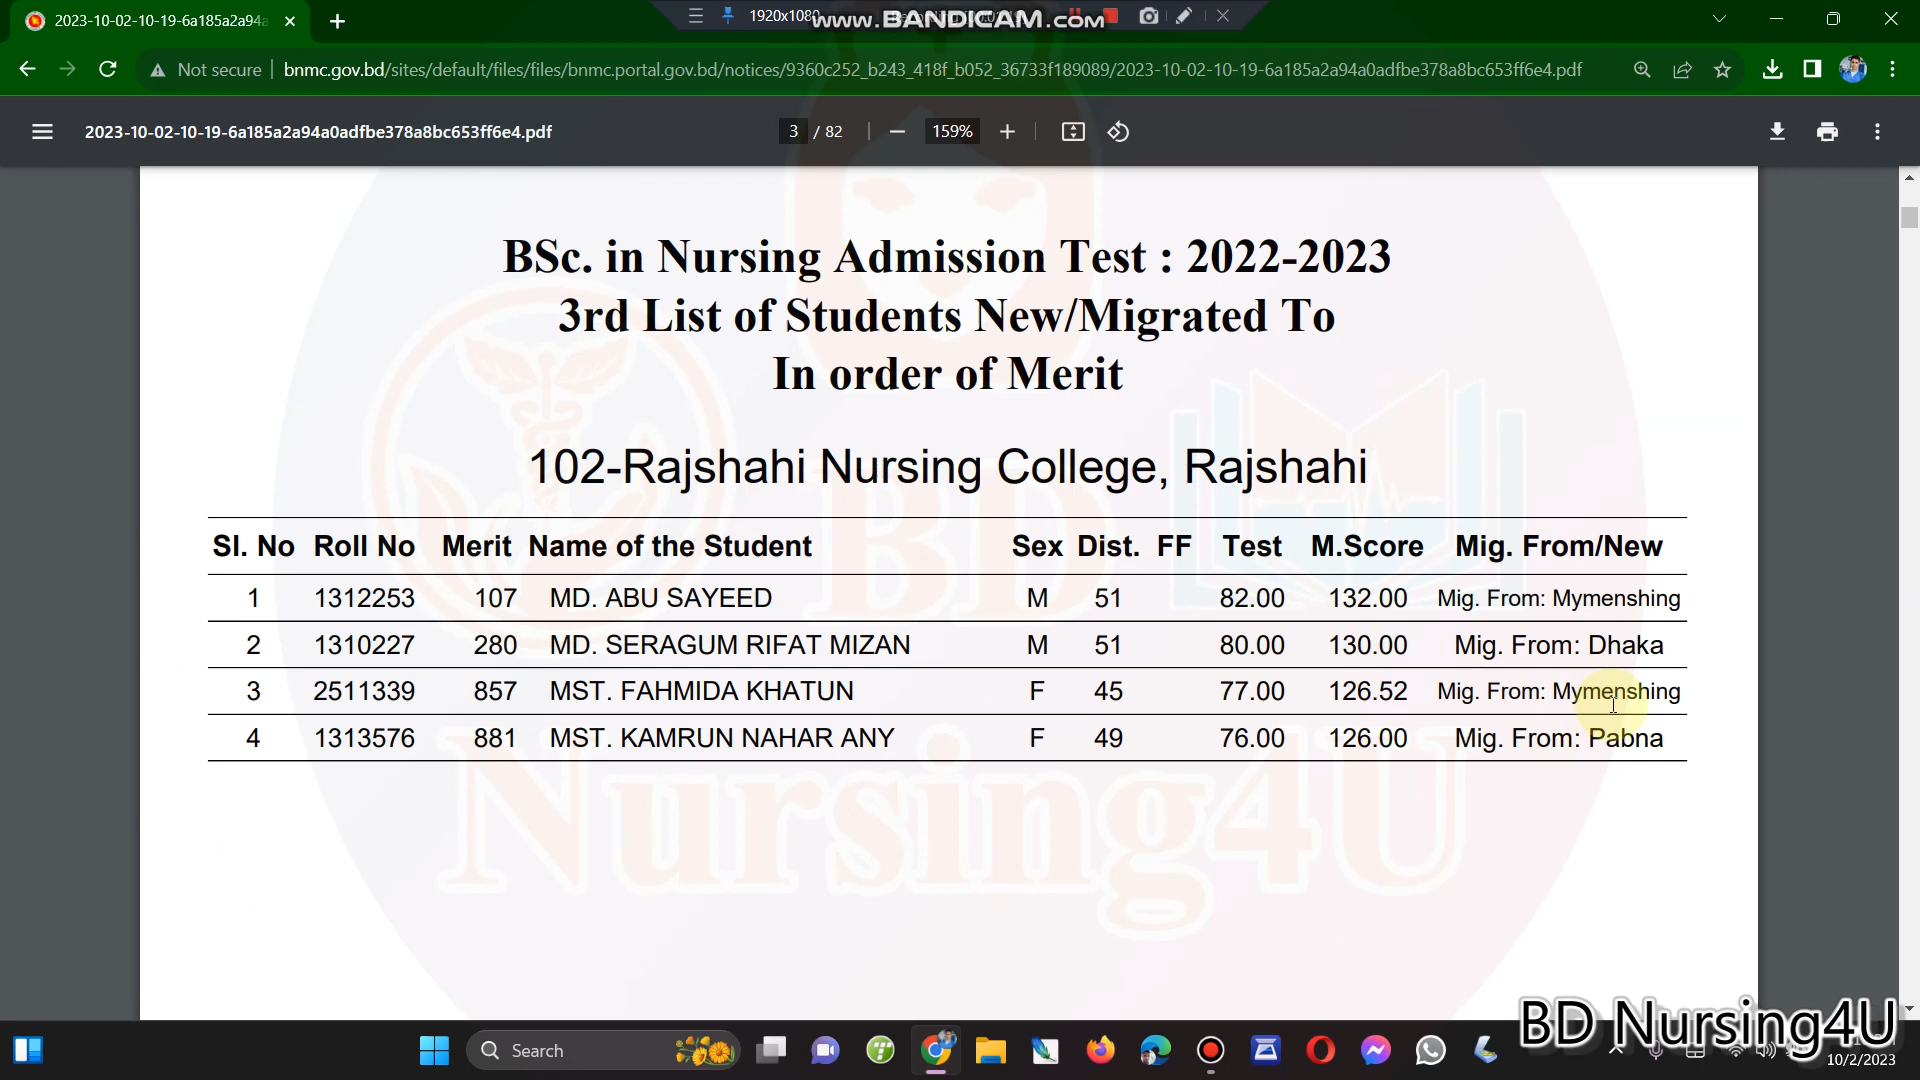 2023-10-02-10-19-6a185a2a94a
1920x1080
www.BANDICAM.com
Not secure
bnmc.gov.bd/sites/default/files/files/bnmc.portal.gov.bd/notices/9360c252_b243_418f_b052_36733f189089/2023-10-02-10-19-6a185a2a94a0adfbe378a8bc653ff6e4.pdf
2023-10-02-10-19-6a185a2a94a0adfbe378a8bc653ff6e4.pdf
3 / 82
159%
BSc. in Nursing Admission Test : 2022-2023
3rd List of Students New/Migrated To
In order of Merit
102-Rajshahi Nursing College, Rajshahi
Sl. No Roll No Merit Name of the Student Sex Dist. FF Test M.Score Mig. From/New
1 1312253 107 MD. ABU SAYEED M 51 82.00 132.00 Mig. From: Mymenshing
2 1310227 280 MD. SERAGUM RIFAT MIZAN M 51 80.00 130.00 Mig. From: Dhaka
3 2511339 857 MST. FAHMIDA KHATUN F 45 77.00 126.52 Mig. From: Mymenshing
4 1313576 881 MST. KAMRUN NAHAR ANY F 49 76.00 126.00 Mig. From: Pabna
BD
Nursing4U
BD Nursing4U
Search
10/2/2023